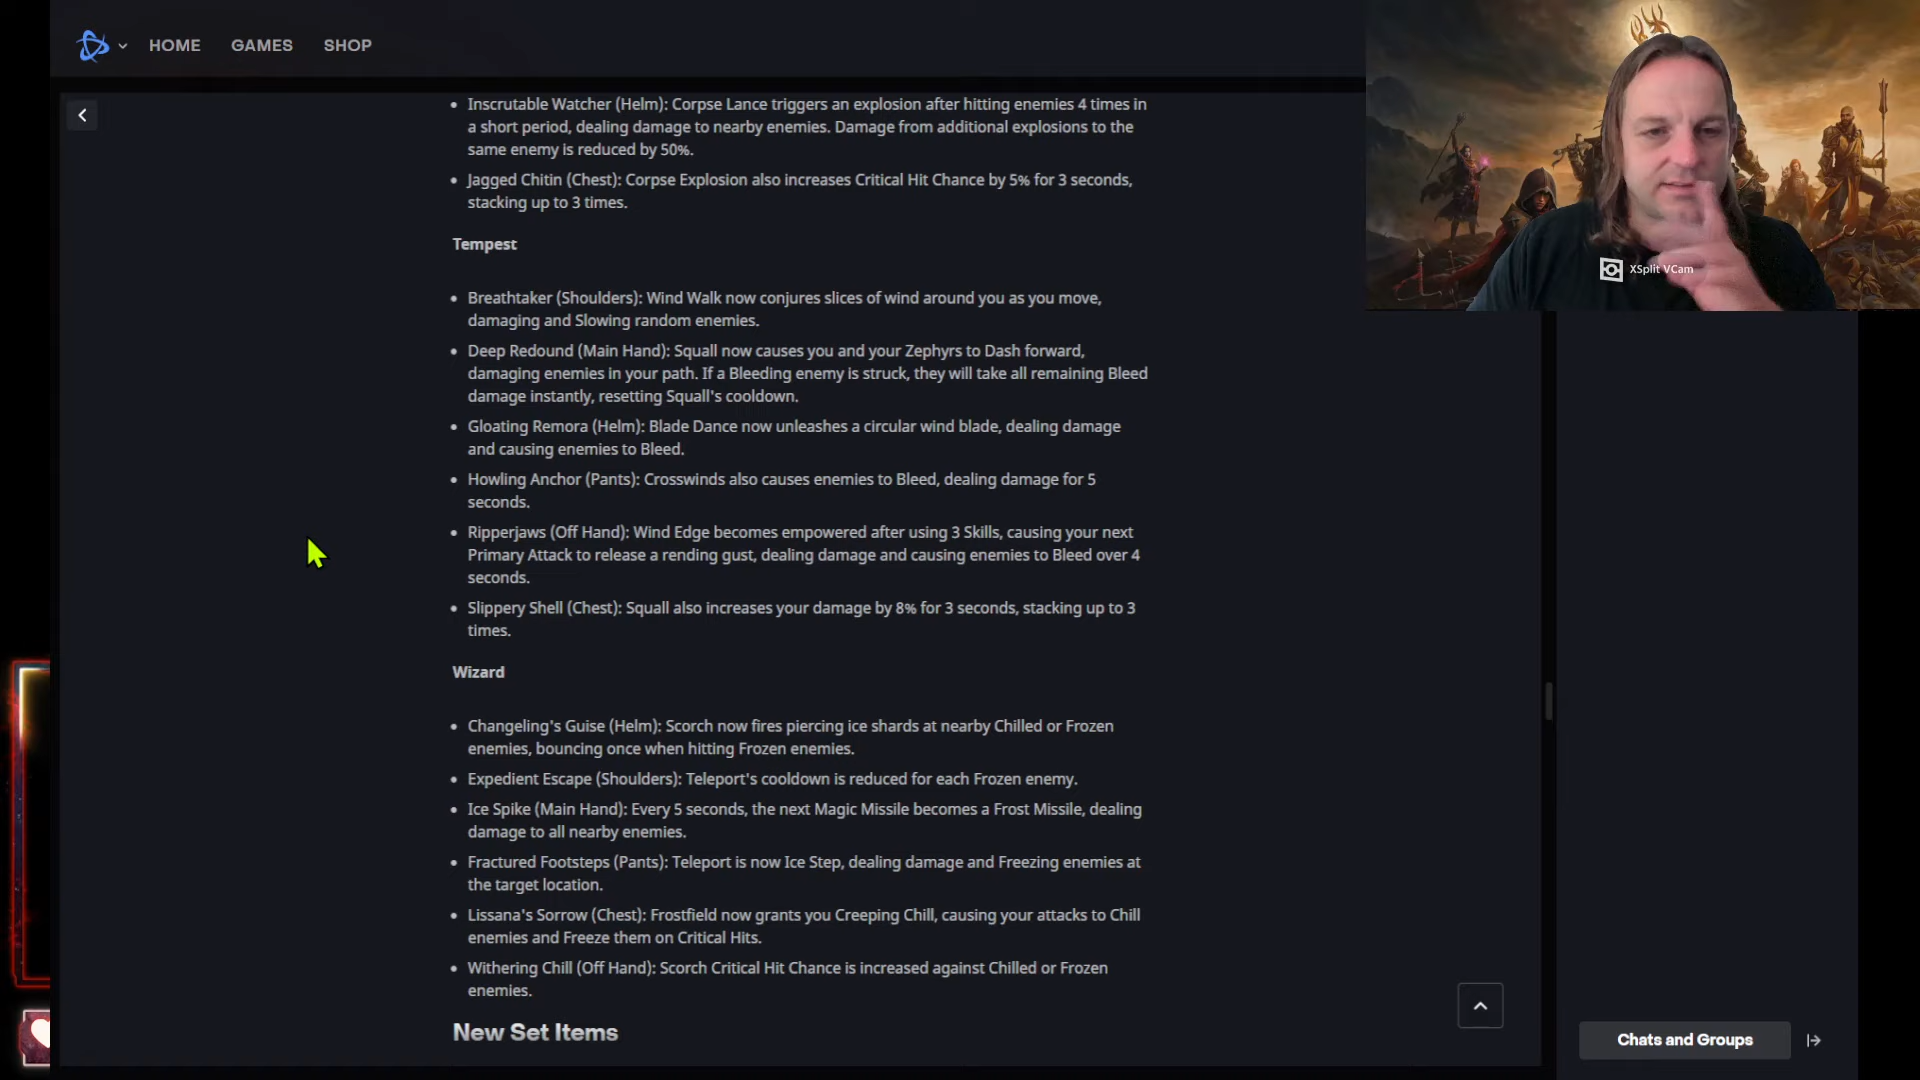 HOME GAMES SHOP
• Inscrutable Watcher (Helm): Corpse Lance triggers an explosion after hitting enemies 4 times in
a short period, dealing damage to nearby enemies. Damage from additional explosions to the
same enemy is reduced by 50%.
• Jagged Chitin (Chest): Corpse Explosion also increases Critical Hit Chance by 5% for 3 seconds,
stacking up to 3 times.
Tempest
• Breathtaker (Shoulders): Wind Walk now conjures slices of wind around you as you move,
damaging and Slowing random enemies.
• Deep Redound (Main Hand): Squall now causes you and your Zephyrs to Dash forward,
damaging enemies in your path. If a Bleeding enemy is struck, they will take all remaining Bleed
damage instantly, resetting Squall's cooldown.
• Gloating Remora (Helm): Blade Dance now unleashes a circular wind blade, dealing damage
and causing enemies to Bleed.
• Howling Anchor (Pants): Crosswinds also causes enemies to Bleed, dealing damage for 5
seconds.
• Ripperjaws (Off Hand): Wind Edge becomes empowered after using 3 Skills, causing your next
Primary Attack to release a rending gust, dealing damage and causing enemies to Bleed over 4
seconds.
• Slippery Shell (Chest): Squall also increases your damage by 8% for 3 seconds, stacking up to 3
times.
Wizard
• Changeling's Guise (Helm): Scorch now fires piercing ice shards at nearby Chilled or Frozen
enemies, bouncing once when hitting Frozen enemies.
• Expedient Escape (Shoulders): Teleport's cooldown is reduced for each Frozen enemy.
• Ice Spike (Main Hand): Every 5 seconds, the next Magic Missile becomes a Frost Missile, dealing
damage to all nearby enemies.
• Fractured Footsteps (Pants): Teleport is now Ice Step, dealing damage and Freezing enemies at
the target location.
• Lissana's Sorrow (Chest): Frostfield now grants you Creeping Chill, causing your attacks to Chill
enemies and Freeze them on Critical Hits.
• Withering Chill (Off Hand): Scorch Critical Hit Chance is increased against Chilled or Frozen
enemies.
New Set Items
XSplit VCam
Chats and Groups